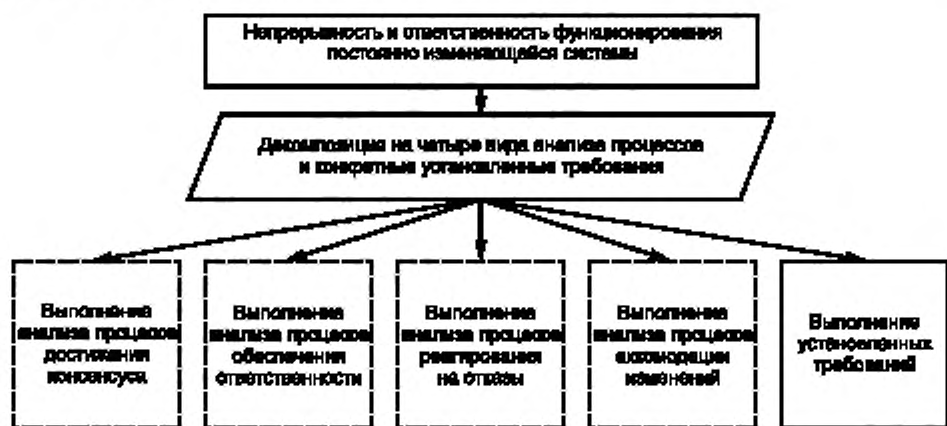 Непрерывность и ответственность функционирования
постоянно изменяющейся системы
Декомпозиция на четыре вида анализа процессов
и конкретные установленные требования
Выполнение
анализа процесса
достижения
консенсуса
Выполнение
анализа процесса
обеспечения
ответственности
Выполнение
анализа процесса
реагирования
на отказы
Выполнение
анализа процесса
аккомодации
изменений
Выполнение
установленных
требований